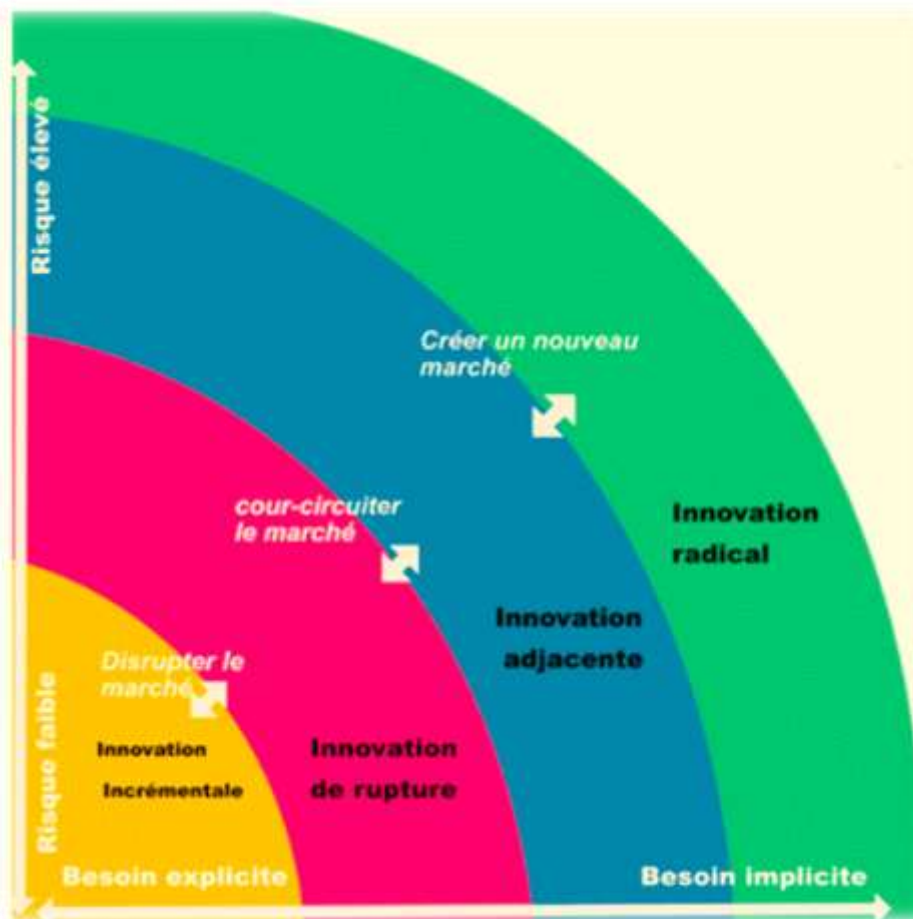 Risque élevé
Créer un nouveau
marché
cour-circuiter
le marché
Innovation
radical
Innovation
adjacente
Disrupter le
marché
Risque faible
Innovation
Incrémentale
Innovation
de rupture
Besoin explicite
Besoin implicite